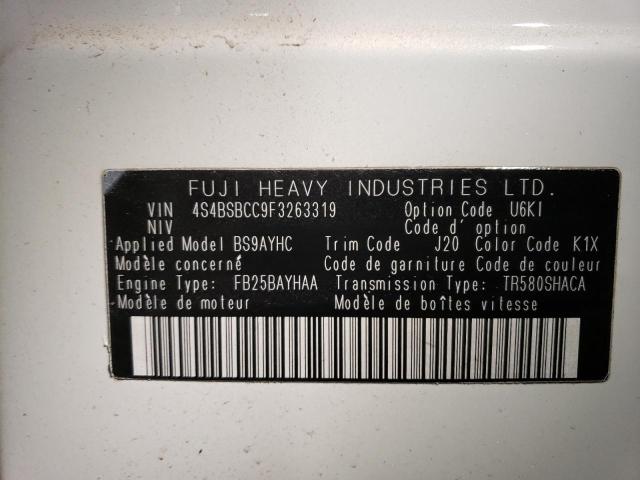 FUJI HEAVY INDUSTRIES LTD.
VIN 4S4BSBCC9F3263319 Option Code U6KI
NIV Code d' option
Applied Model BS9AYHC Trim Code J20 Color Code K1X
Modèle concerné Code de garniture Code de couleur
Engine Type: FB25BAYHAA Transmission Type: TR580SHACA
Modèle de moteur Modèle de boîtes vitesse